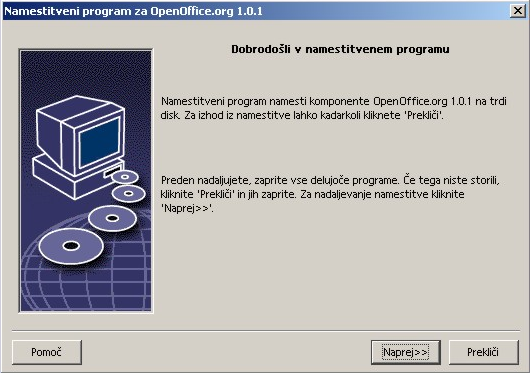 Namestitveni program za OpenOffice.org 1.0.1
Dobrodošli v namestitvenem programu
Namestitveni program namesti komponente OpenOffice.org 1.0.1 na trdi
disk. Za izhod iz namestitve lahko kadarkoli kliknete 'Prekliči'.
Preden nadaljujete, zaprite vse delujoče programe. Če tega niste storili,
kliknite 'Prekliči' in jih zaprite. Za nadaljevanje namestitve kliknite
'Naprej>>'.
Pomoč
Naprej>>
Prekliči